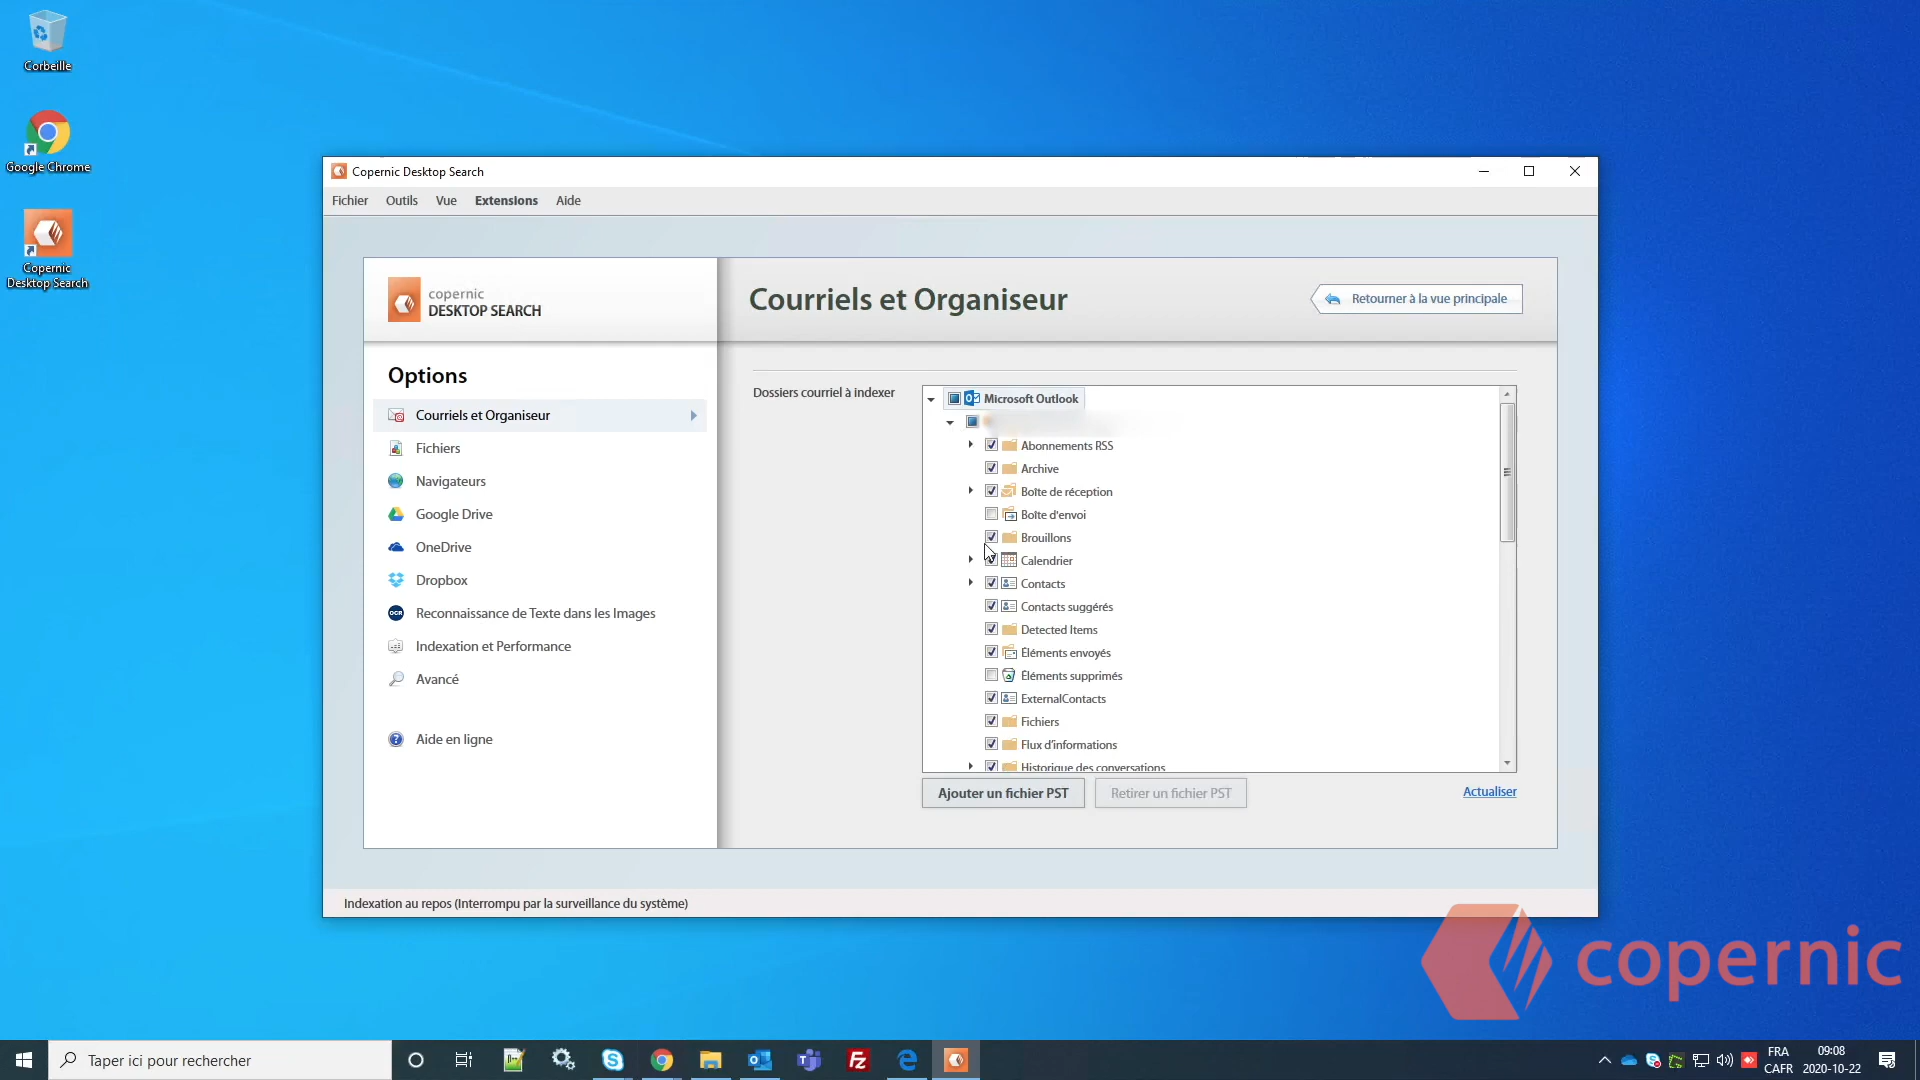 Corbeille
Google Chrome
Copernic
Desktop Search
Copernic Desktop Search
Fichier Outils Vue Extensions Aide
copernic
DESKTOP SEARCH
Courriels et Organiseur
Retourner à la vue principale
Options
Courriels et Organiseur
Fichiers
Navigateurs
Google Drive
OneDrive
Dropbox
OCR Reconnaissance de Texte dans les Images
Indexation et Performance
Avancé
Aide en ligne
Dossiers courriel à indexer
Microsoft Outlook
Abonnements RSS
Archive
Boîte de réception
Boîte d'envoi
Brouillons
Calendrier
Contacts
Contacts suggérés
Detected Items
Éléments envoyés
Éléments supprimés
ExternalContacts
Fichiers
Flux d'informations
Historique des conversations
Ajouter un fichier PST
Retirer un fichier PST
Actualiser
Indexation au repos (Interrompu par la surveillance du système)
copernic
Taper ici pour rechercher
FRA
CAFR
09:08
2020-10-22